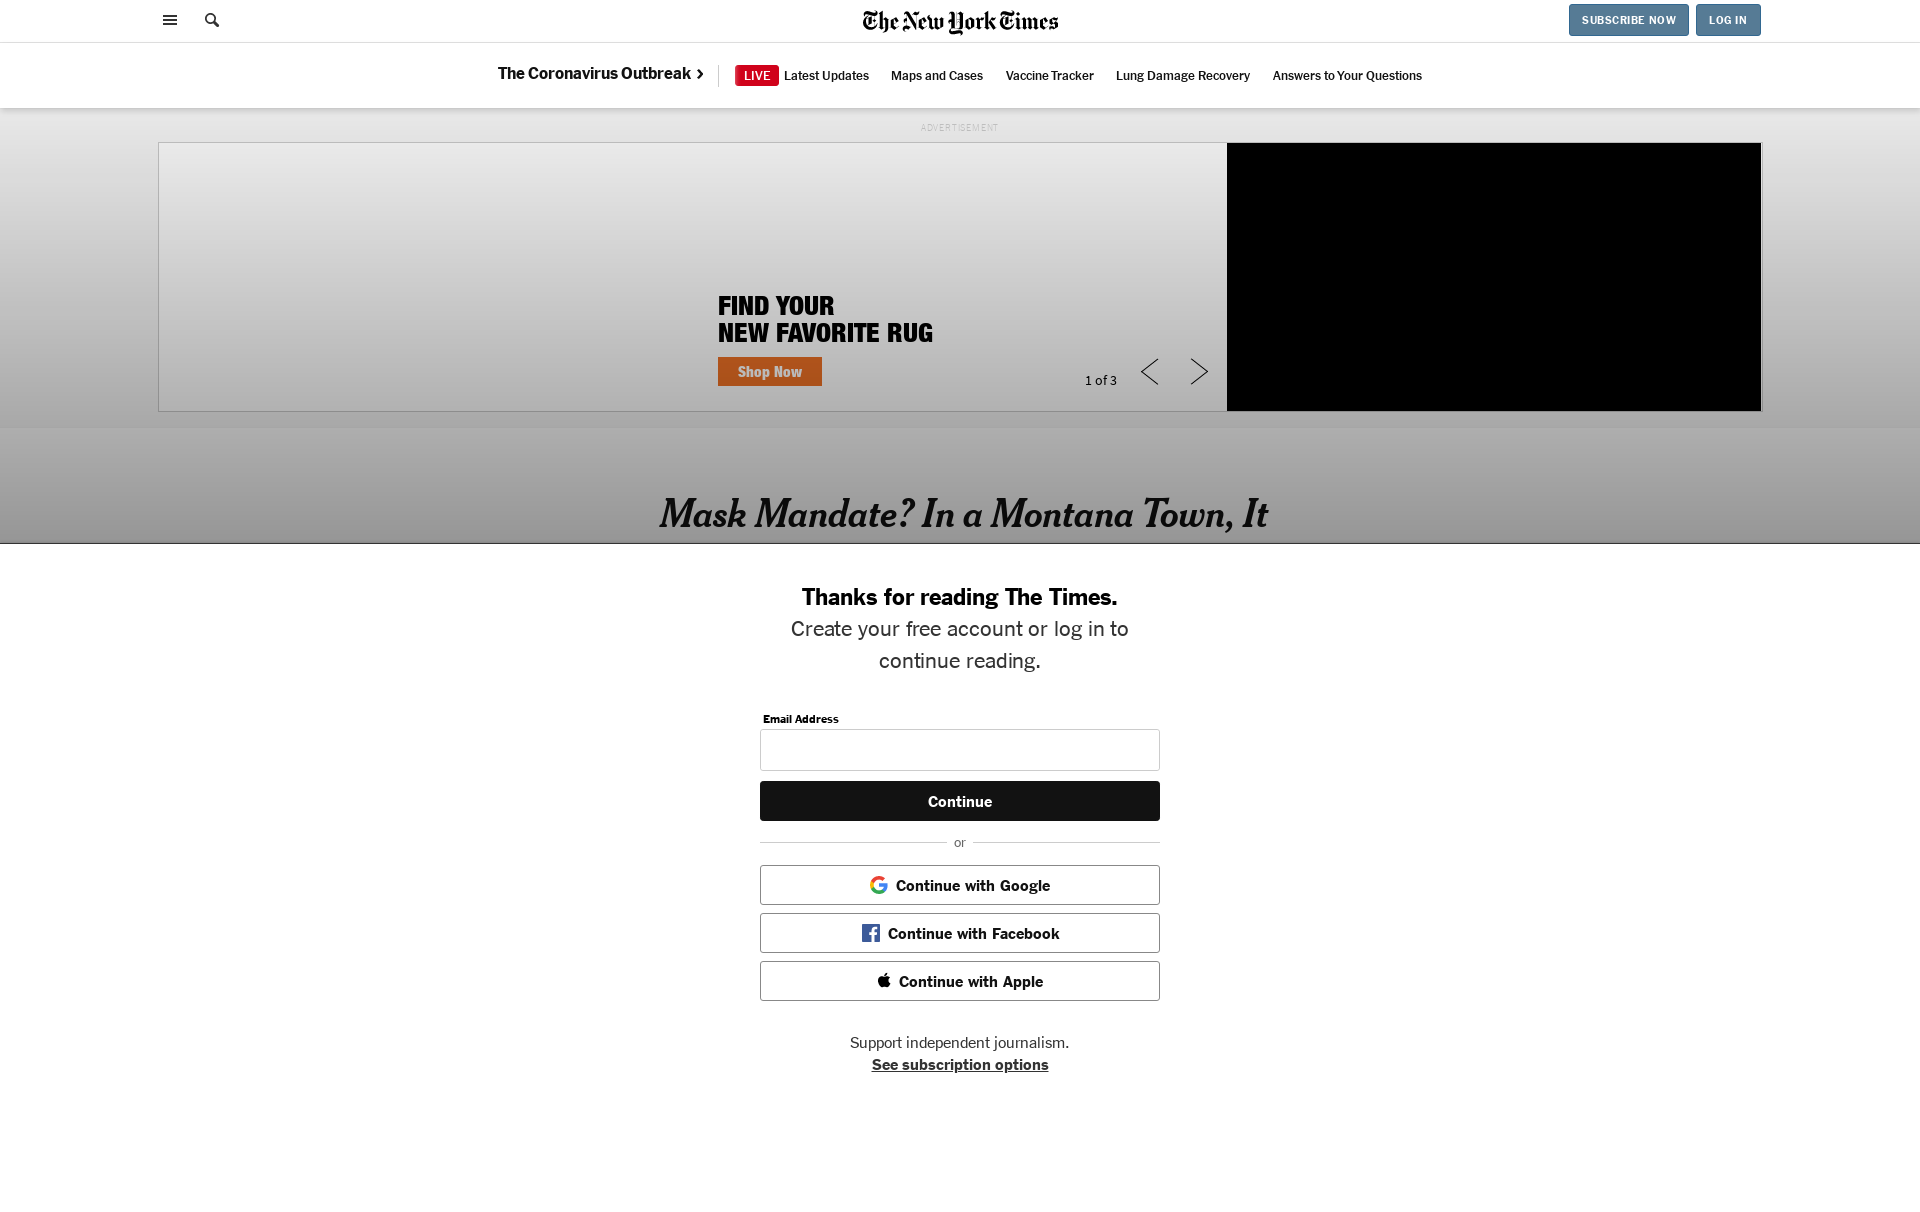 The New York Times
SUBSCRIBE NOW
LOG IN
The Coronavirus Outbreak
LIVE Latest Updates
Maps and Cases
Vaccine Tracker
Lung Damage Recovery
Answers to Your Questions
ADVERTISEMENT
FIND YOUR
NEW FAVORITE RUG
Shop Now
1 of 3
Mask Mandate? In a Montana Town, It
Thanks for reading The Times.
Create your free account or log in to
continue reading.
Email Address
Continue
or
Continue with Google
Continue with Facebook
Continue with Apple
Support independent journalism.
See subscription options